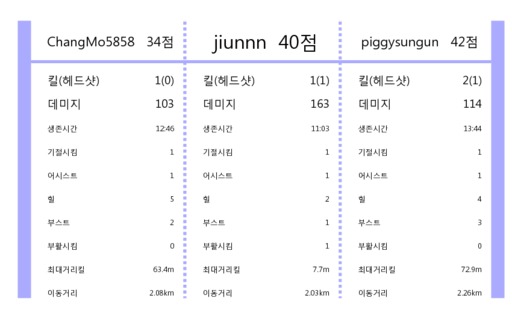 ChangMo5858 34점 jiunnn 40점 piggysungun 42점
킬(헤드샷) 1(0) 킬(헤드샷) 1(1) 킬(헤드샷) 2(1)
데미지 103 데미지 163 데미지 114
생존시간 12:46 생존시간 11:03 생존시간 13:44
기절시킴 1 기절시킴 1 기절시킴 1
어시스트 1 어시스트 1 어시스트 1
힐 5 힐 2 힐 4
부스트 2 부스트 1 부스트 3
부활시킴 0 부활시킴 1 부활시킴 0
최대거리킬 63.4m 최대거리킬 7.7m 최대거리킬 72.9m
이동거리 2.08km 이동거리 2.03km 이동거리 2.26km